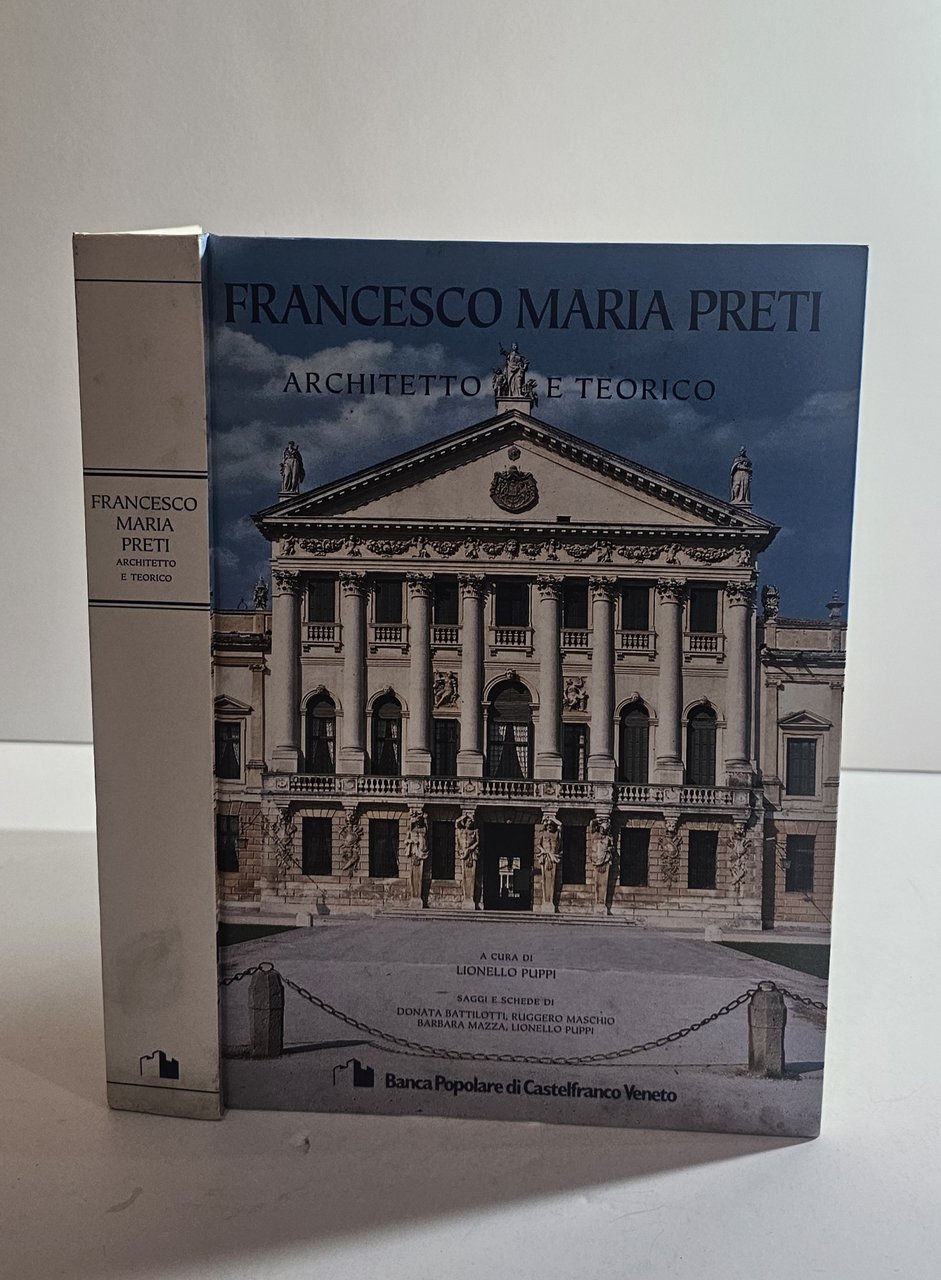 FRANCESCO
MARIA
PRETI
ARCHITETTO
E TEORICO
FRANCESCO MARIA PRETI
ARCHITETTO E TEORICO
A CURA DI
LIONELLO PUPPI
SAGGI E SCHEDE DI
DONATA BATTILOTTI, RUGGERO MASCHIO
BARBARA MAZZA, LIONELLO PUPPI
Banca Popolare di Castelfranco Veneto